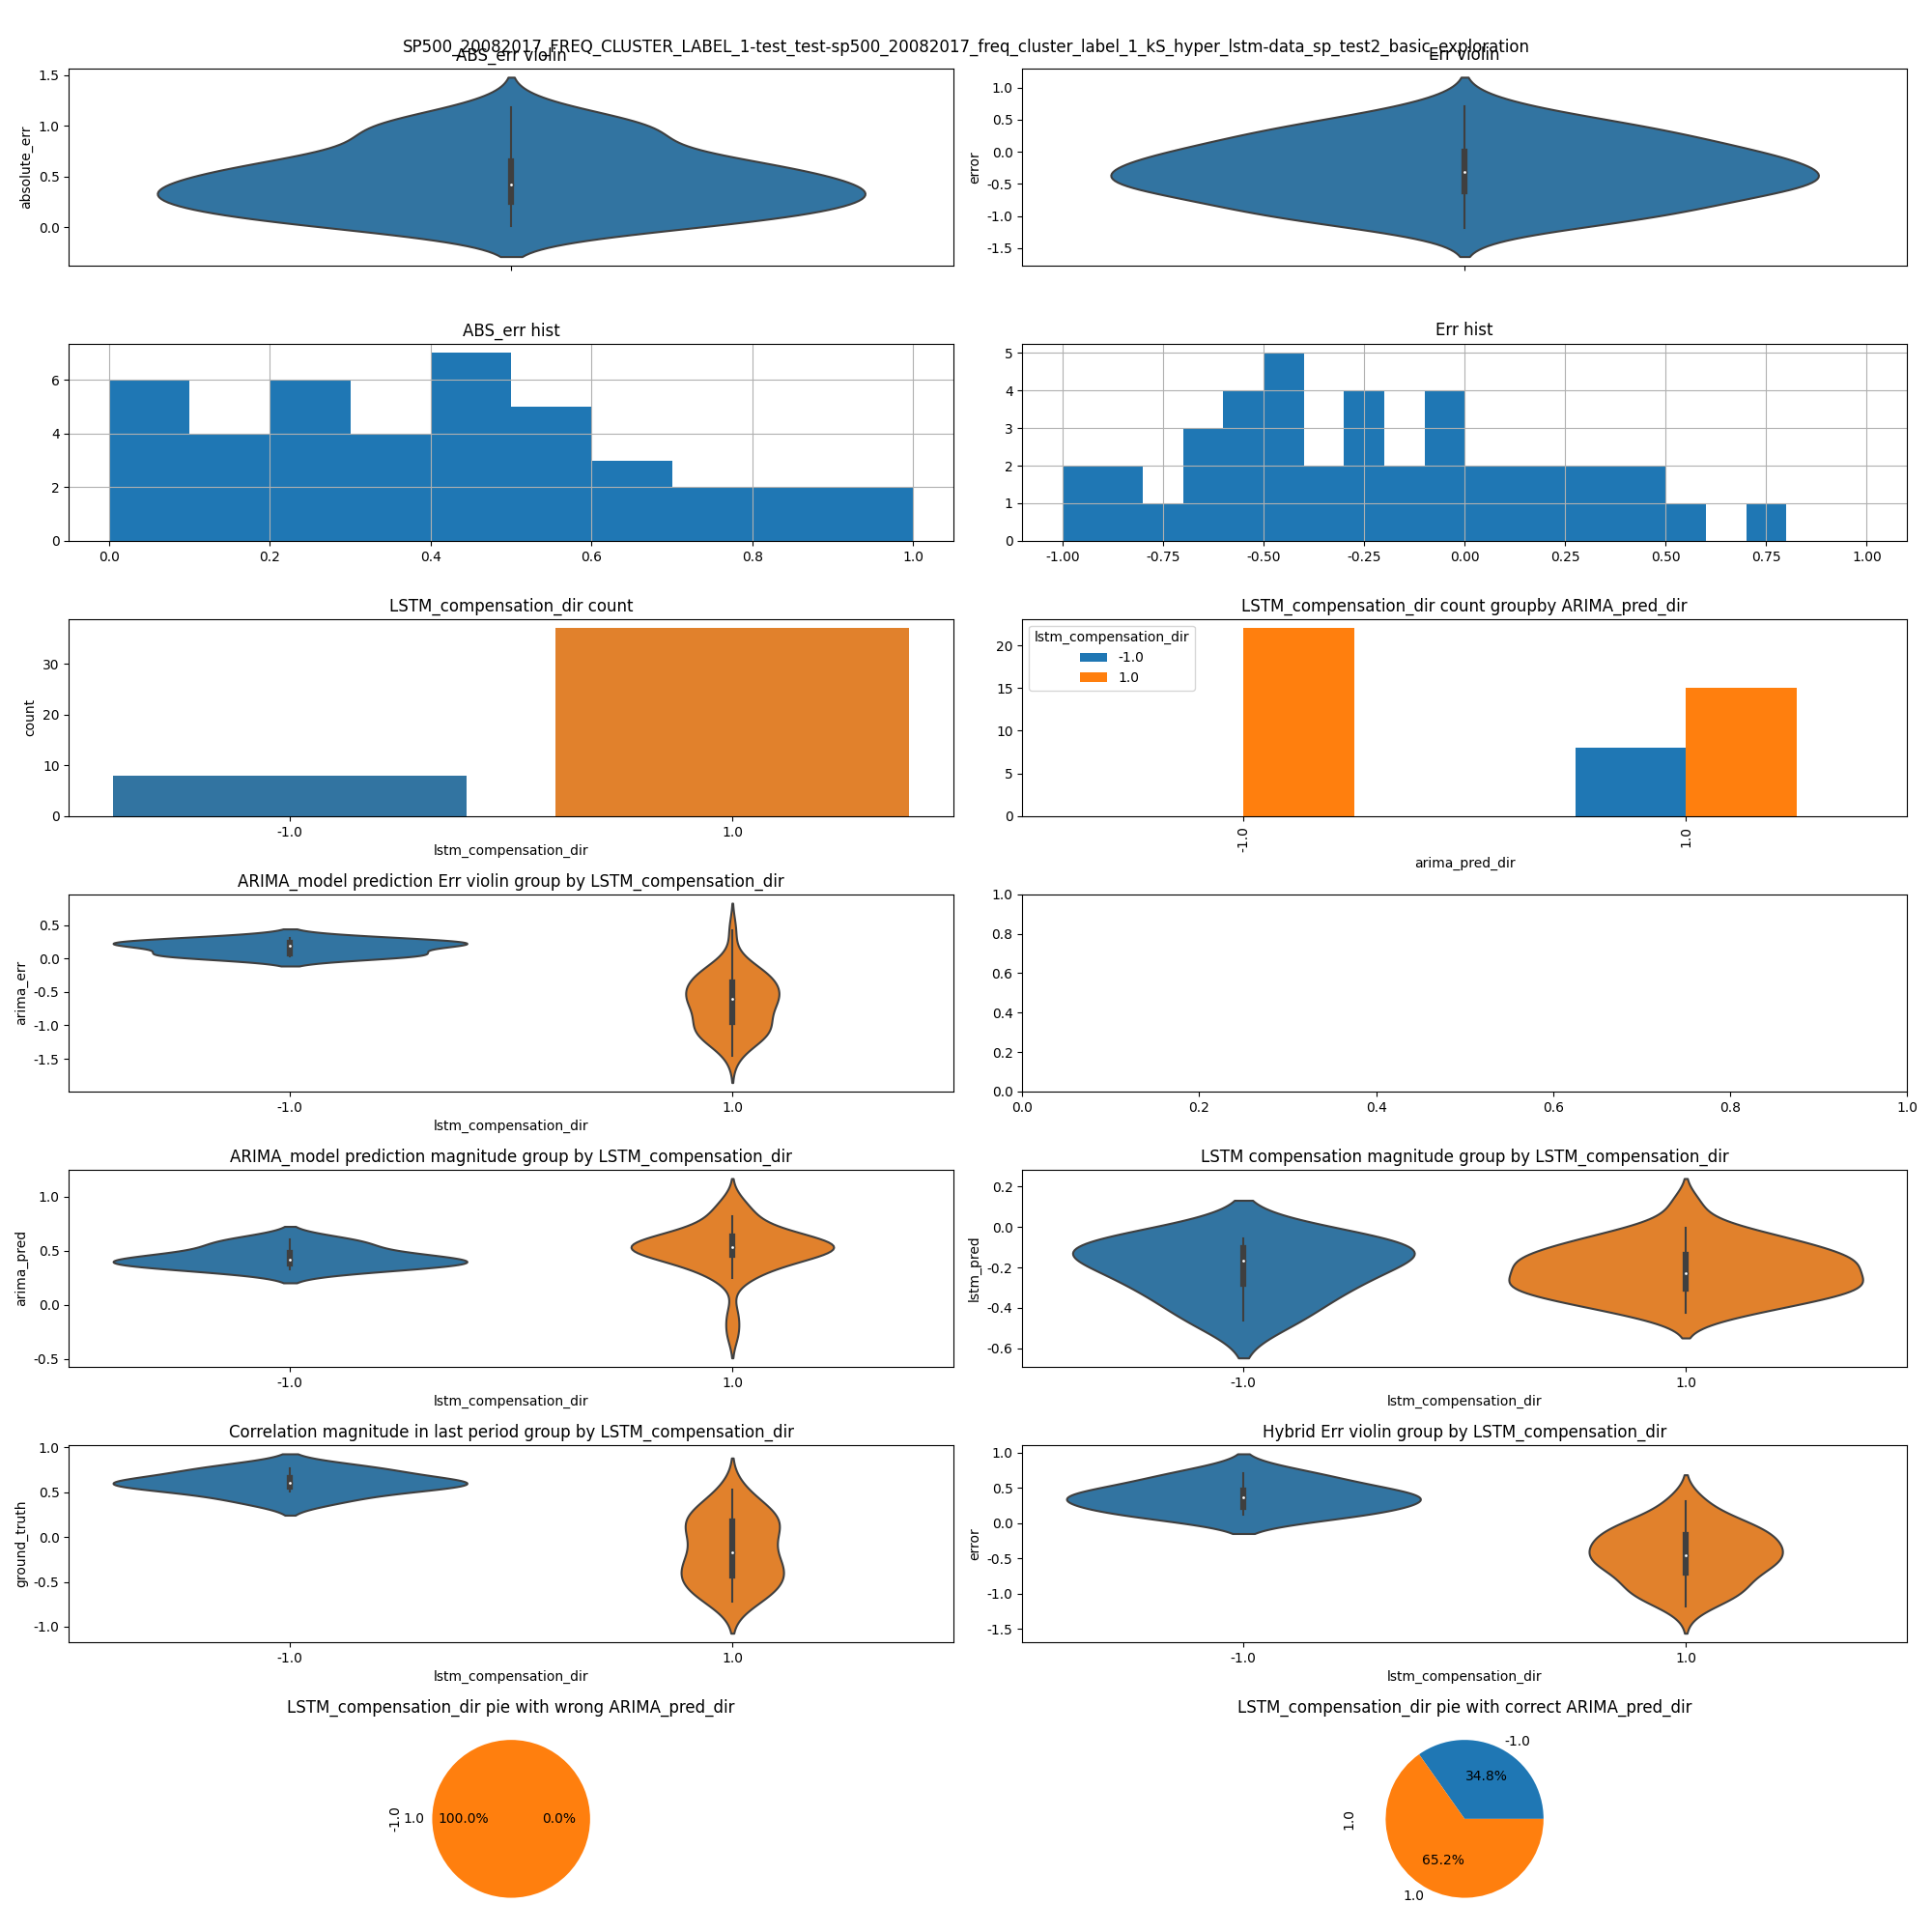 SP500_20082017_FREQ_CLUSTER_LABEL_1-test_test-sp500_20082017_freq_cluster_label_1_kS_hyper_lstm-data_sp_test2_basic_exploration
ABS_err violin
absolute_err
1.5
1.0
0.5
0.0
Err violin
error
1.0
0.5
0.0
-0.5
-1.0
-1.5
ABS_err hist
6
4
2
0
0.0 0.2 0.4 0.6 0.8 1.0
Err hist
5
4
3
2
1
0
-1.00 -0.75 -0.50 -0.25 0.00 0.25 0.50 0.75 1.00
LSTM_compensation_dir count
count
30
20
10
0
-1.0 1.0
lstm_compensation_dir
LSTM_compensation_dir count groupby ARIMA_pred_dir
lstm_compensation_dir
-1.0
1.0
20
15
10
5
0
-1.0 1.0
arima_pred_dir
ARIMA_model prediction Err violin group by LSTM_compensation_dir
arima_err
0.5
0.0
-0.5
-1.0
-1.5
-1.0 1.0
lstm_compensation_dir
1.0
0.8
0.6
0.4
0.2
0.0
0.0 0.2 0.4 0.6 0.8 1.0
ARIMA_model prediction magnitude group by LSTM_compensation_dir
arima_pred
1.0
0.5
0.0
-0.5
-1.0 1.0
lstm_compensation_dir
LSTM compensation magnitude group by LSTM_compensation_dir
lstm_pred
0.2
0.0
-0.2
-0.4
-0.6
-1.0 1.0
lstm_compensation_dir
Correlation magnitude in last period group by LSTM_compensation_dir
ground_truth
1.0
0.5
0.0
-0.5
-1.0
-1.0 1.0
lstm_compensation_dir
Hybrid Err violin group by LSTM_compensation_dir
error
1.0
0.5
0.0
-0.5
-1.0
-1.5
-1.0 1.0
lstm_compensation_dir
LSTM_compensation_dir pie with wrong ARIMA_pred_dir
-1.0 1.0 100.0% 0.0%
LSTM_compensation_dir pie with correct ARIMA_pred_dir
-1.0
34.8%
1.0
65.2%
1.0